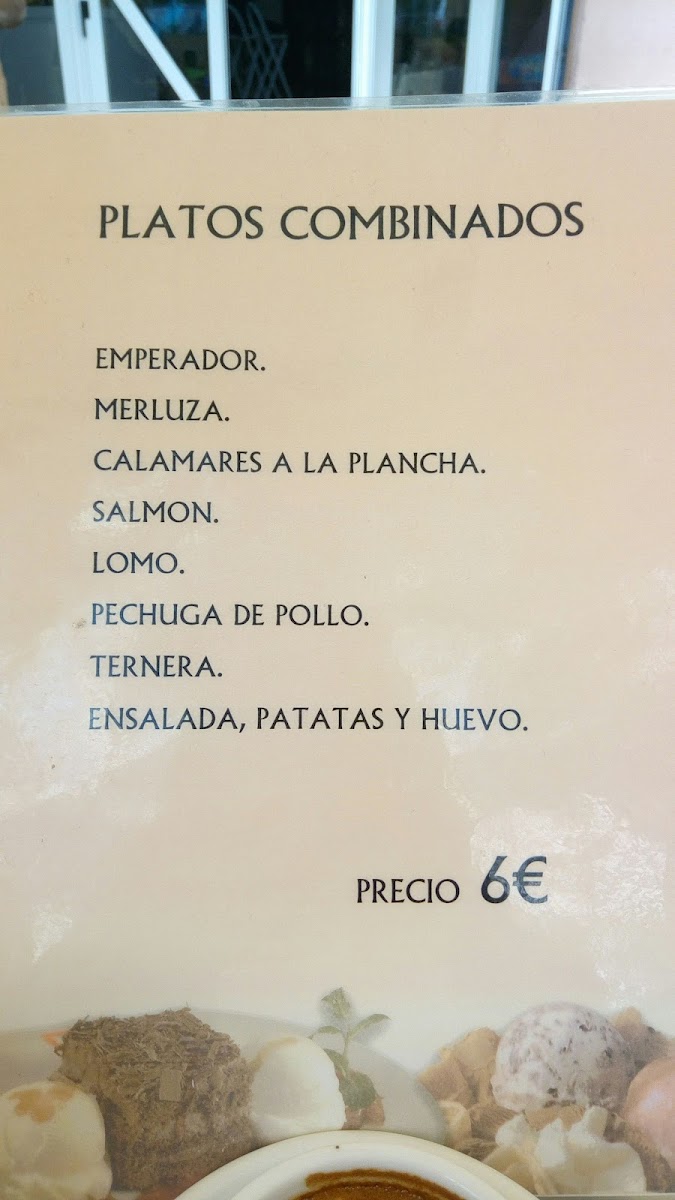 PLATOS COMBINADOS
EMPERADOR.
MERLUZA.
CALAMARES A LA PLANCHA.
SALMON.
LOMO.
PECHUGA DE POLLO.
TERNERA.
ENSALADA, PATATAS Y HUEVO.
PRECIO 6€